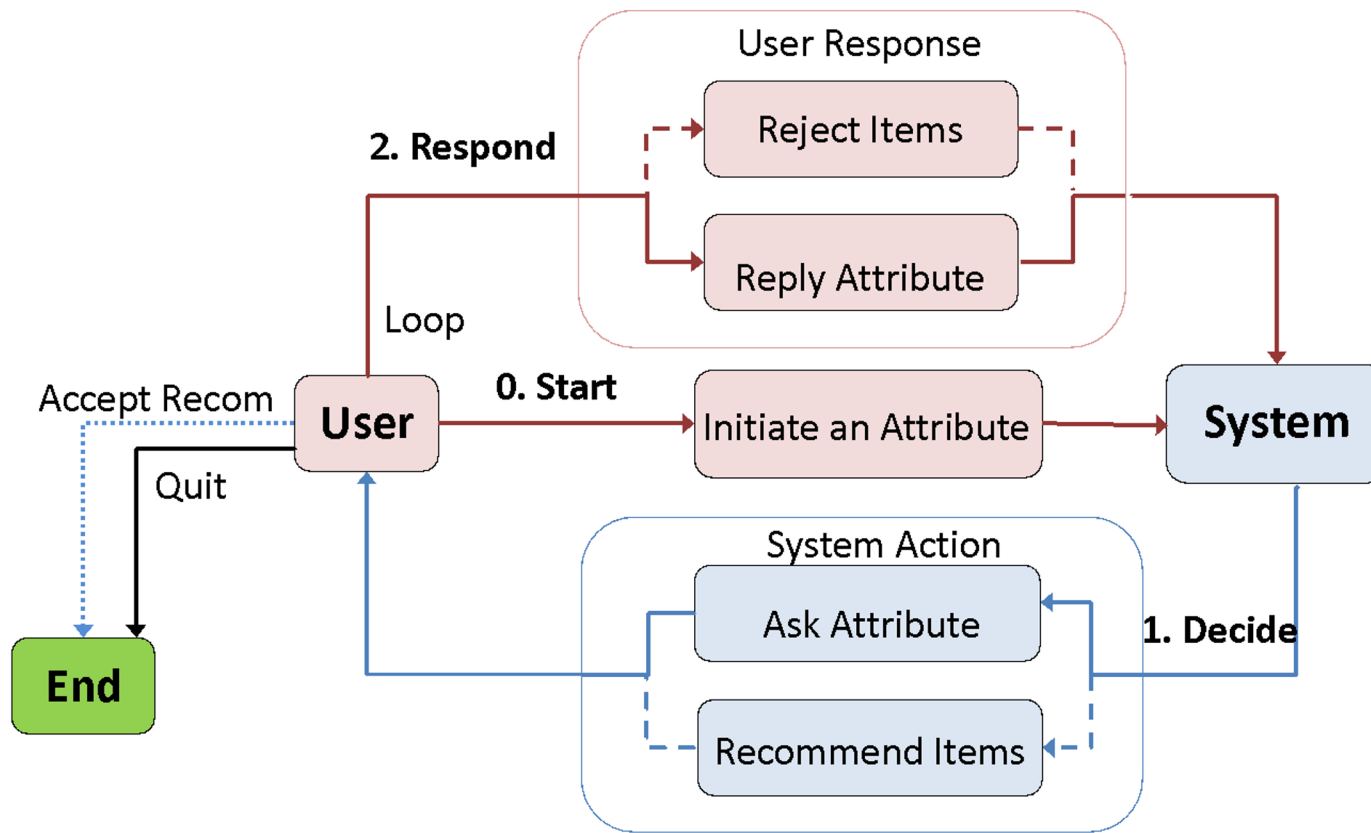 User Response
Reject Items
2. Respond
Reply Attribute
Loop
0. Start
Accept Recom
User
Initiate an Attribute
System
Quit
System Action
Ask Attribute
1. Decide
End
Recommend Items